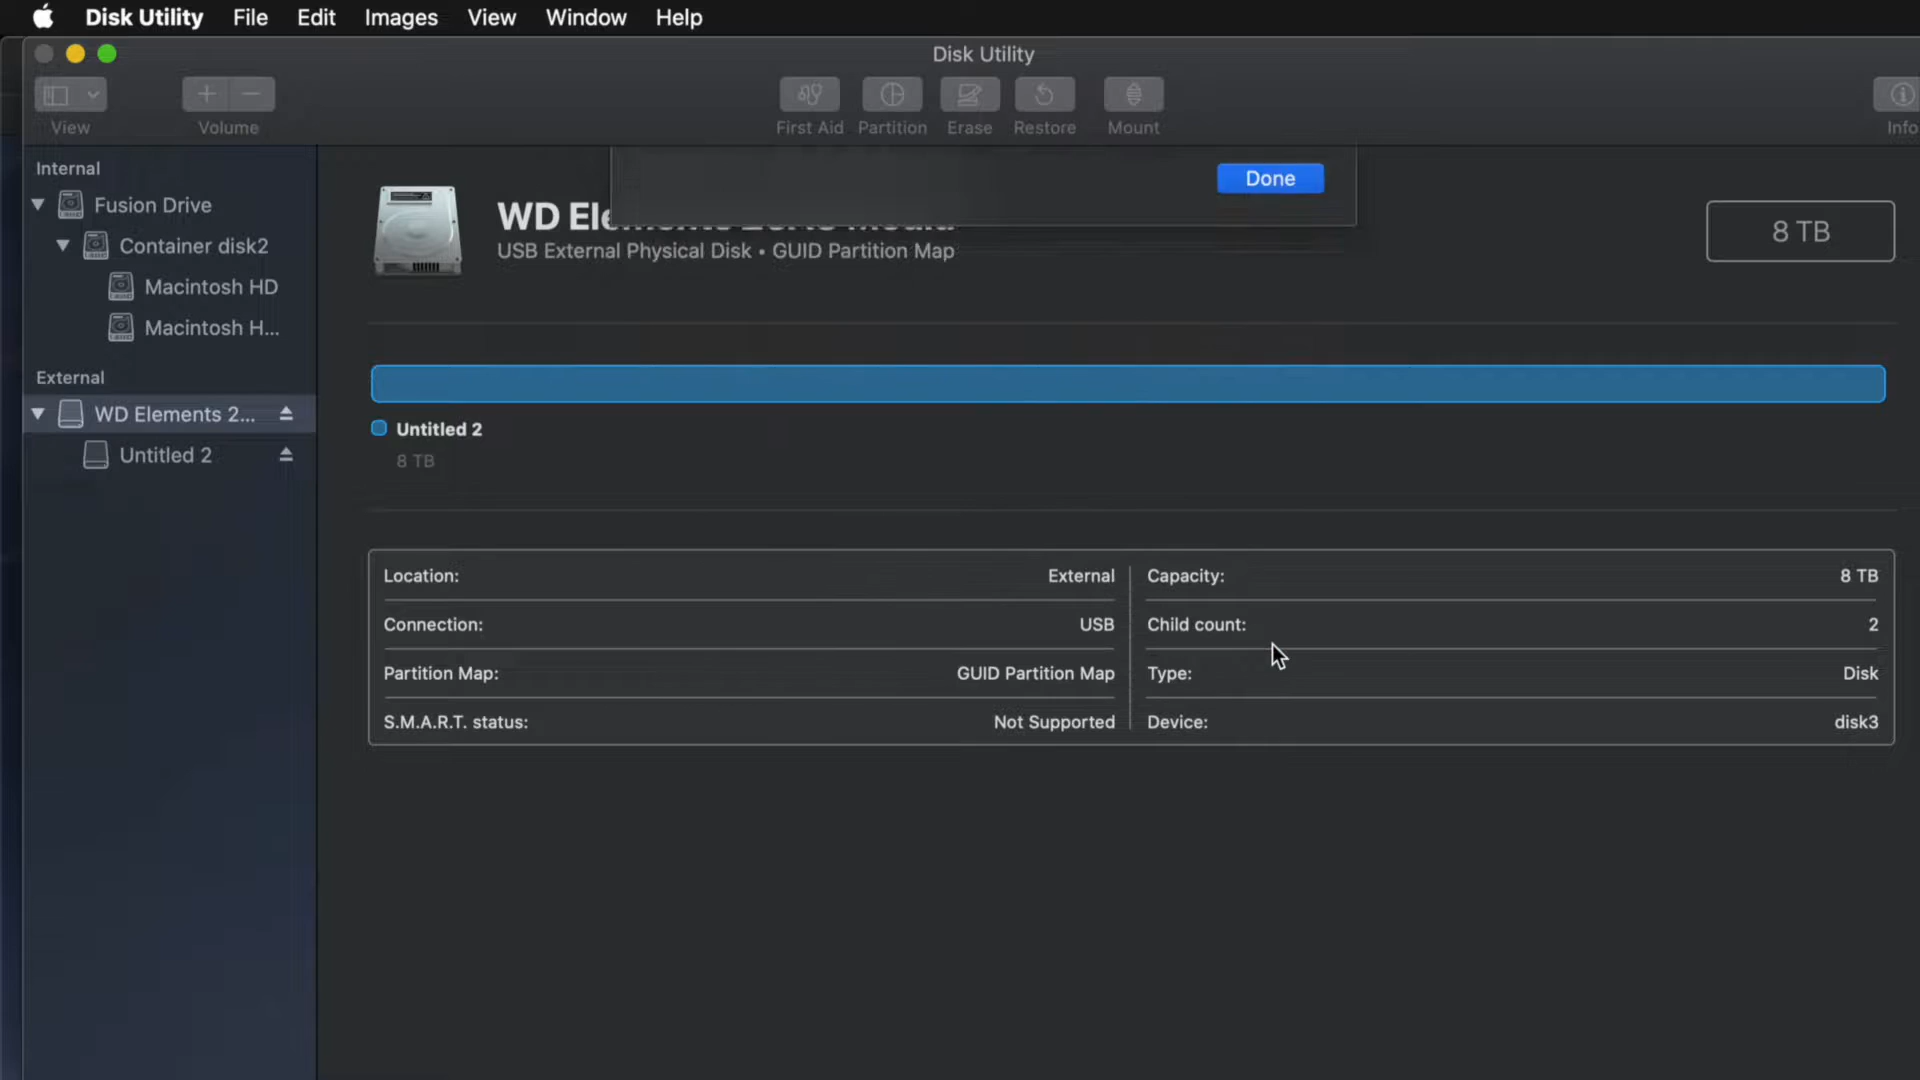 Disk Utility File Edit Images View Window Help
Disk Utility
View Volume First Aid Partition Erase Restore Mount Info
Internal
Fusion Drive
Container disk2
Macintosh HD
Macintosh H...
External
WD Elements 2...
Untitled 2
Done
WD Elements
USB External Physical Disk • GUID Partition Map
8 TB
Untitled 2
8 TB
Location: External
Connection: USB
Partition Map: GUID Partition Map
S.M.A.R.T. status: Not Supported
Capacity: 8 TB
Child count: 2
Type: Disk
Device: disk3